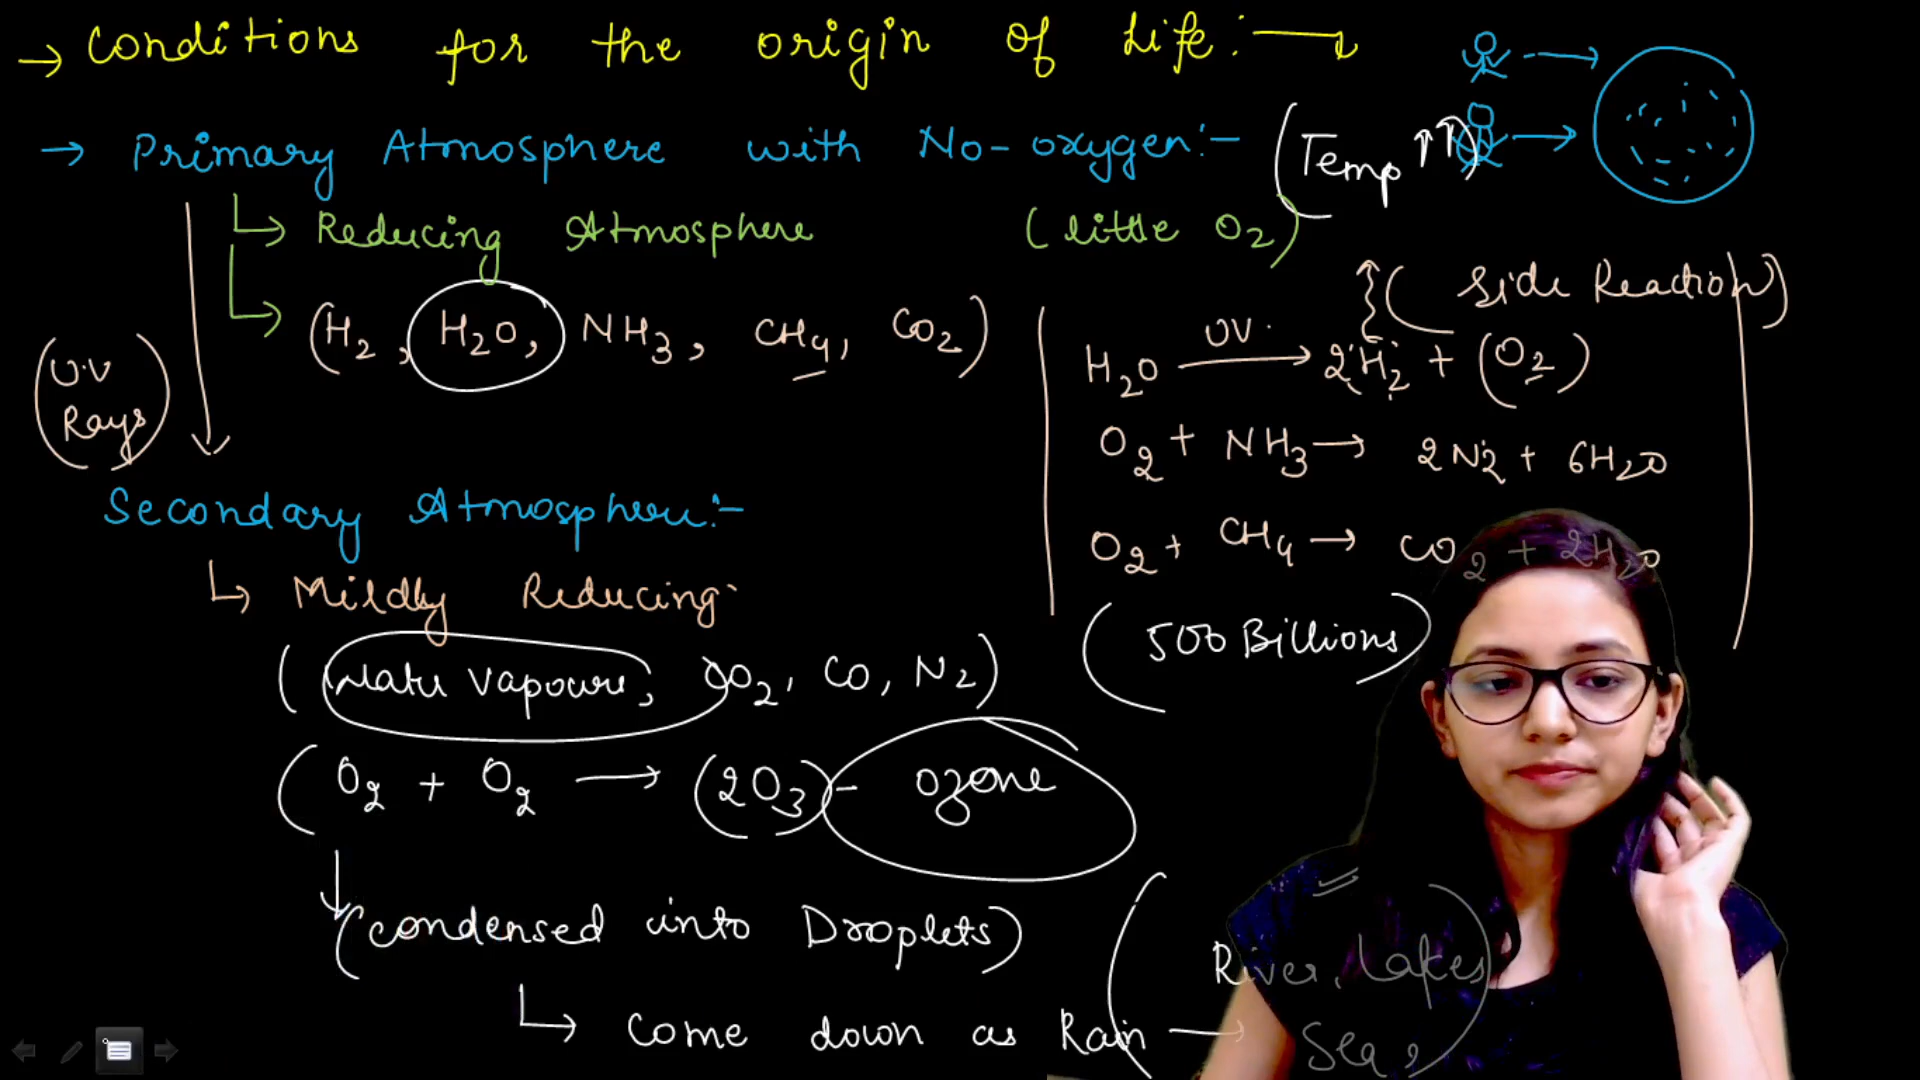 → Conditions for the origin of Life:→
→ Primary Atmosphere with No-oxygen:- (Temp ↑↑)
↳ Reducing Atmosphere (little O₂)
↳ (H₂, H₂O, NH₃, CH₄, CO₂)
(U.V Rays)
Secondary Atmosphere:-
↳ Mildly Reducing
(Water vapours, CO₂, CO, N₂)
(O₂ + O₂ → (2O₃) - Ozone
(condensed into Droplets)
↳ Come down as Rain →
(River, Lakes
Sea,)
(Side Reaction)
H₂O UV → 2H₂ + (O₂)
O₂ + NH₃ → 2N₂ + 6H₂O
O₂ + CH₄ → CO₂ + 2H₂O
(500 Billions)